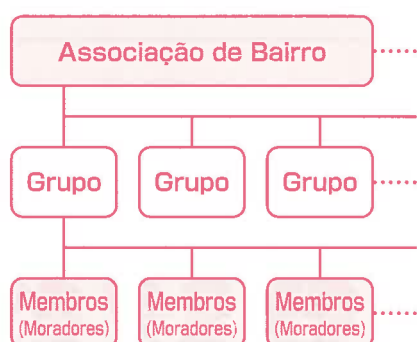 Associação de Bairro
Grupo Grupo Grupo
Membros Membros Membros
(Moradores) (Moradores) (Moradores)